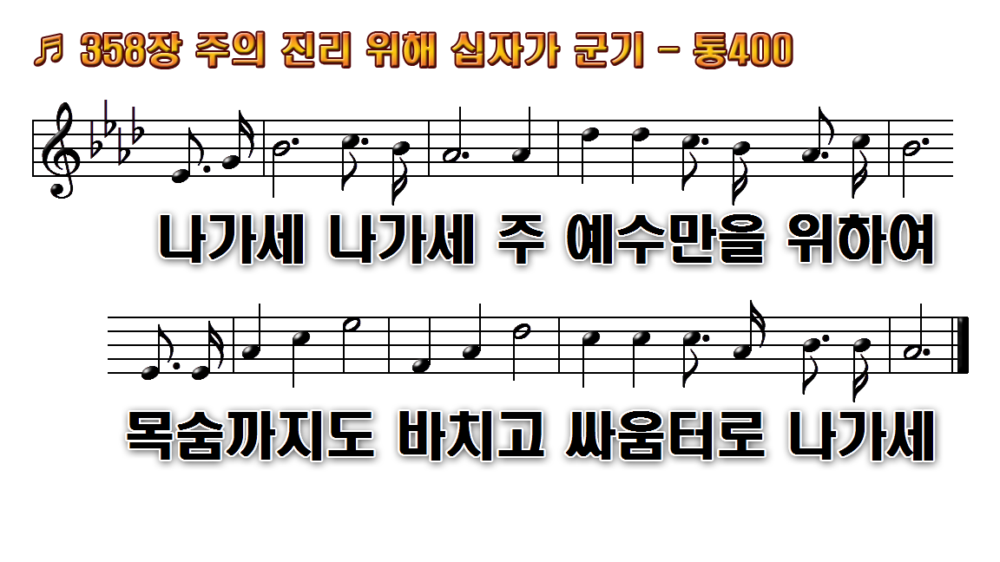 358장 주의 진리 위해 십자가 군기 - 통400
나가세 나가세 주 예수만을 위하여
목숨까지도 바치고 싸움터로 나가세